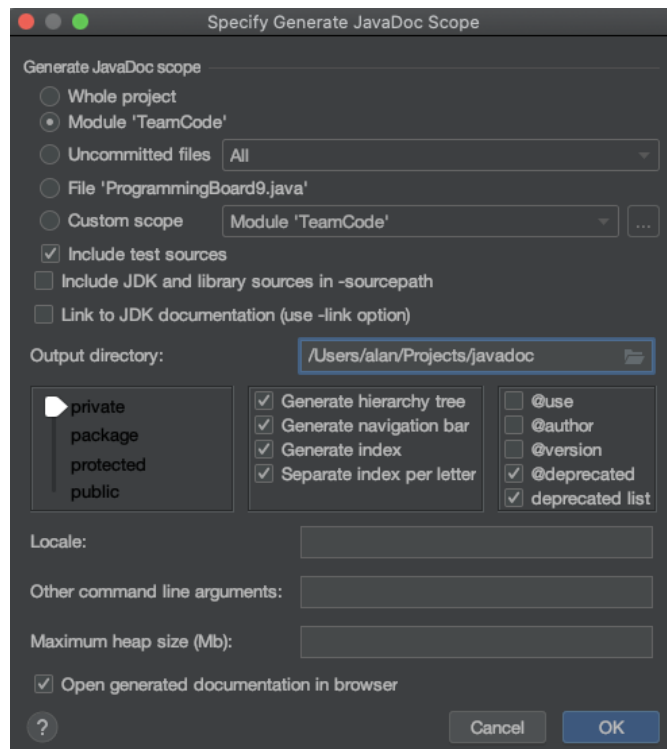 Specify Generate JavaDoc Scope
Generate JavaDoc scope
Whole project
Module 'TeamCode'
Uncommitted files All
File 'ProgrammingBoard9.java'
Custom scope Module 'TeamCode' ...
Include test sources
Include JDK and library sources in -sourcepath
Link to JDK documentation (use -link option)
Output directory: /Users/alan/Projects/javadoc
private
package
protected
public
Generate hierarchy tree
Generate navigation bar
Generate index
Separate index per letter
@use
@author
@version
@deprecated
deprecated list
Locale:
Other command line arguments:
Maximum heap size (Mb):
Open generated documentation in browser
? Cancel OK